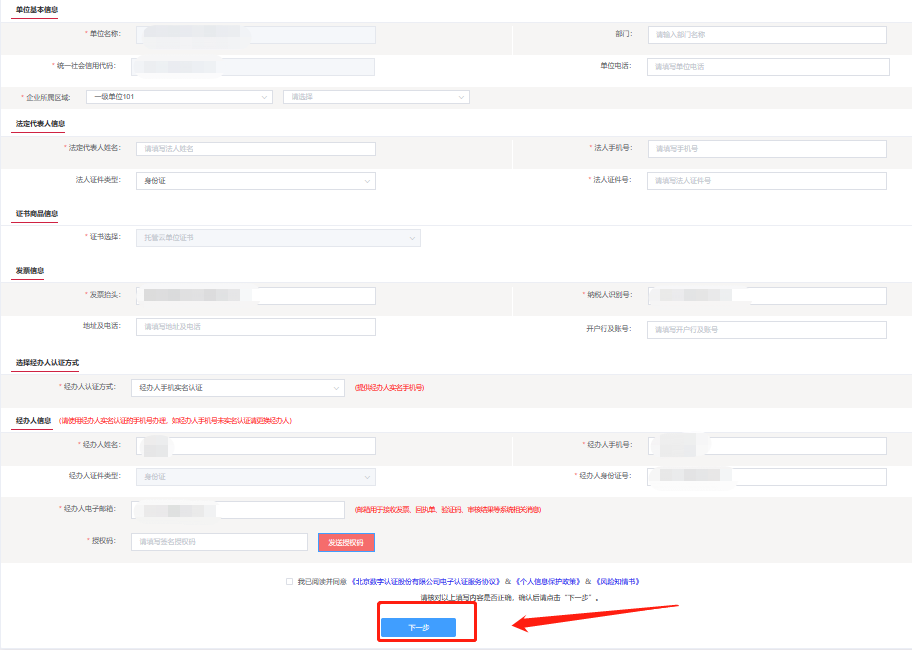 单位基本信息
* 单位名称: 部门: 请输入部门名称
* 统一社会信用代码: 单位电话: 请填写单位电话
* 企业所属区域: 一级单位101 请选择
法定代表人信息
* 法定代表人姓名: 请填写法人姓名 * 法人手机号: 请填写手机号
法人证件类型: 身份证 * 法人证件号: 请填写法人证件号
证书商品信息
* 证书选择: 托管云单位证书
发票信息
* 发票抬头: * 纳税人识别号:
地址及电话: 请填写地址及电话 开户行及账号: 请填写开户行及账号
选择经办人认证方式
* 经办人认证方式: 经办人手机实名认证 (提供经办人实名手机号)
经办人信息 (请使用经办人实名认证的手机号办理，如经办人手机号未实名认证请更换经办人)
* 经办人姓名: * 经办人手机号:
经办人证件类型: 身份证 * 经办人身份证号:
* 经办人电子邮箱: (邮箱用于接收发票、回执单、验证码、审核结果等系统相关消息)
* 授权码: 请填写签名授权码 发送授权码
我已阅读并同意 《北京数字认证股份有限公司电子认证服务协议》 & 《个人信息保护政策》 & 《风险知情书》
请核对以上填写内容是否正确，确认后请点击“下一步”。
下一步